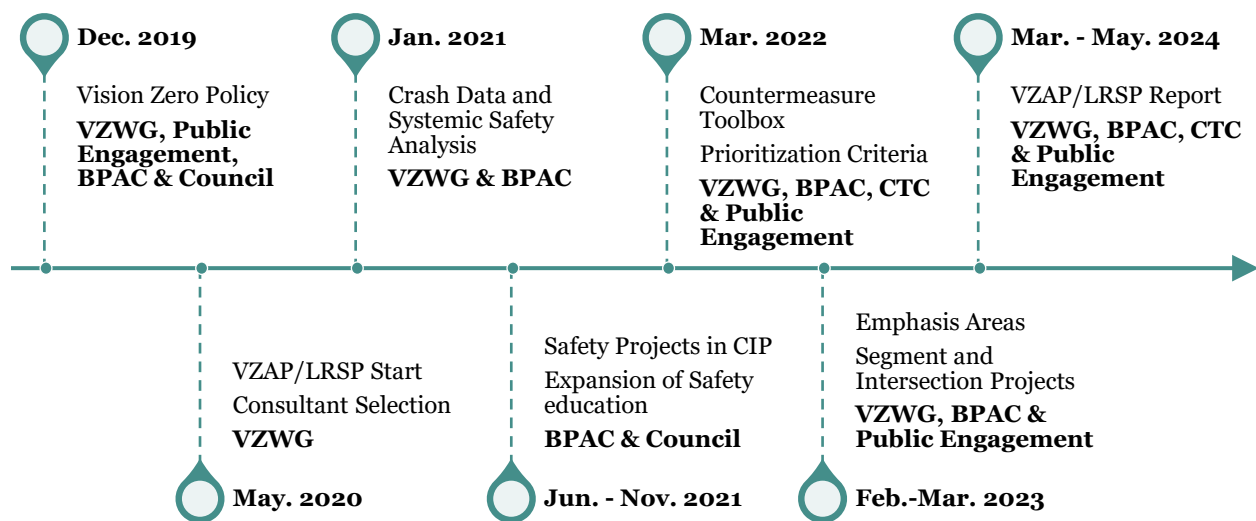 Dec. 2019
Vision Zero Policy
VZWG, Public
Engagement,
BPAC & Council
Jan. 2021
Crash Data and
Systemic Safety
Analysis
VZWG & BPAC
Mar. 2022
Countermeasure
Toolbox
Prioritization Criteria
VZWG, BPAC, CTC
& Public
Engagement
Mar. - May. 2024
VZAP/LRSP Report
VZWG, BPAC, CTC
& Public
Engagement
VZAP/LRSP Start
Consultant Selection
VZWG
May. 2020
Safety Projects in CIP
Expansion of Safety
education
BPAC & Council
Jun. - Nov. 2021
Emphasis Areas
Segment and
Intersection Projects
VZWG, BPAC &
Public Engagement
Feb.-Mar. 2023